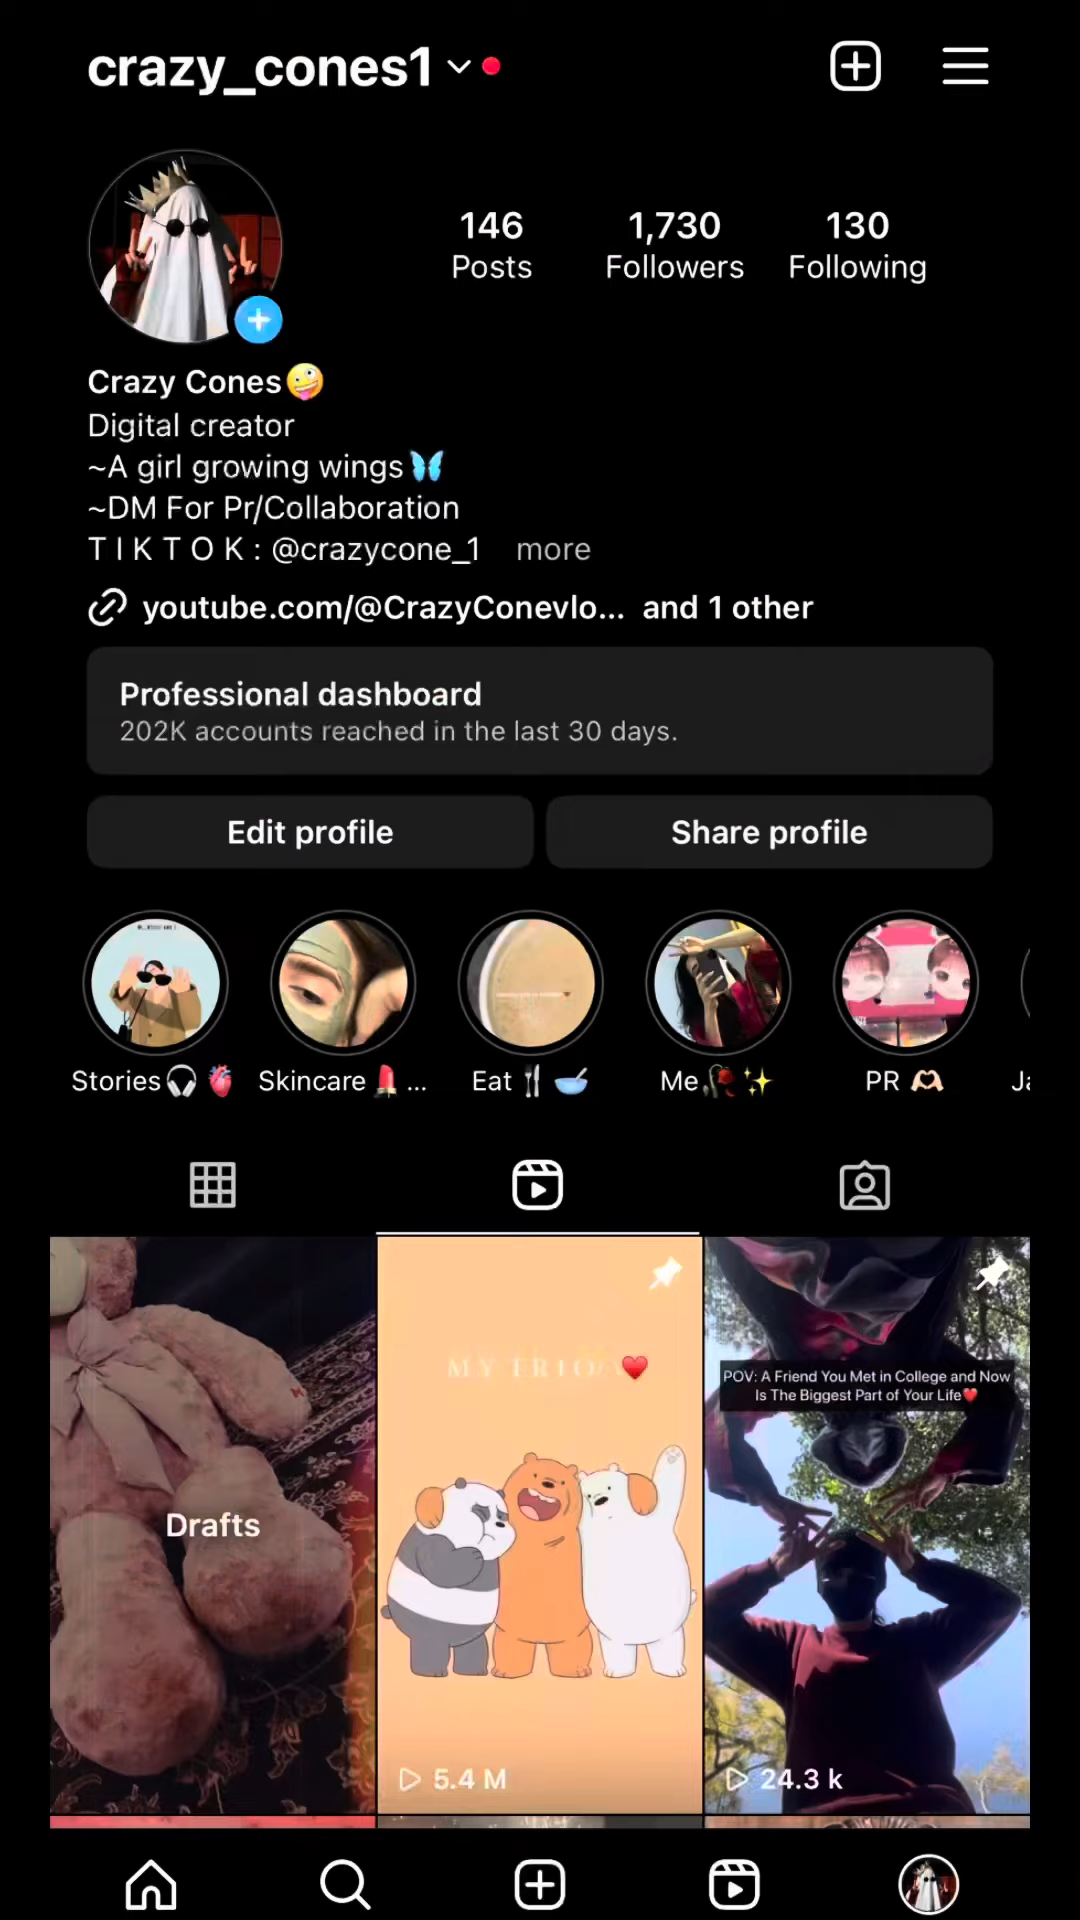 crazy_cones1
146 1,730 130
Posts Followers Following
Crazy Cones🤪
Digital creator
~A girl growing wings🦋
~DM For Pr/Collaboration
T I K T O K : @crazycone_1 more
youtube.com/@CrazyConevlo... and 1 other
Professional dashboard
202K accounts reached in the last 30 days.
Edit profile Share profile
Stories🎧🫀 Skincare💄... Eat🍴🥣 Me🥀✨ PR🫶🏻
MY ❤️
POV: A Friend You Met in College and Now
Is The Biggest Part of Your Life❤️
Drafts
5.4 M 24.3 k